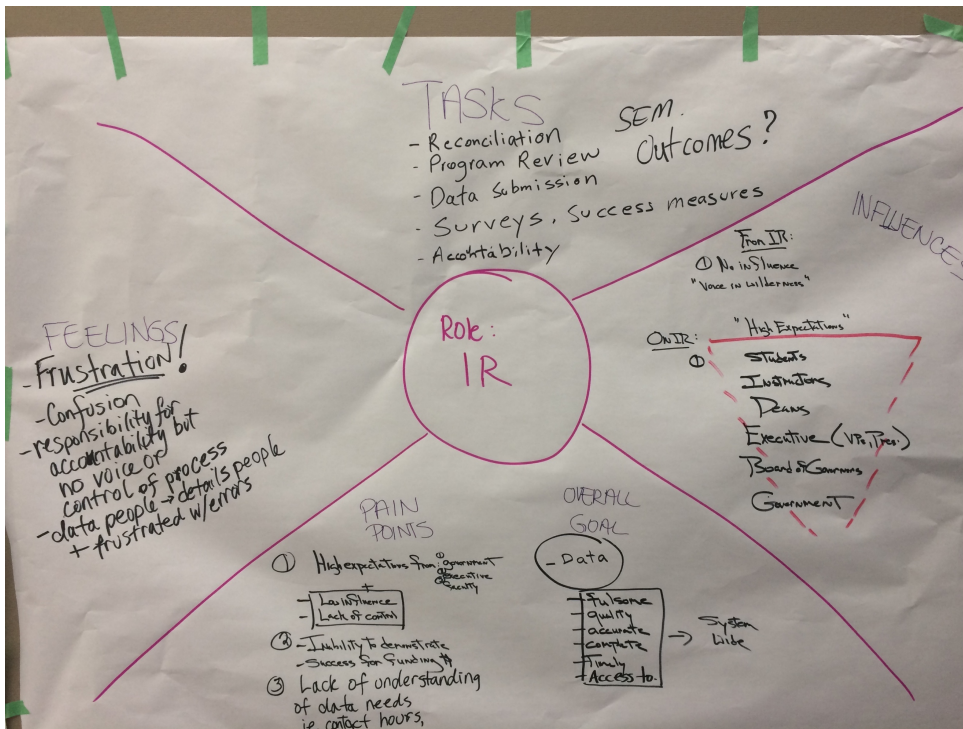 TASKS
- Reconciliation
- Program Review
- Data Submission
- Surveys, Success measures
- Accotability
SEM.
Outcomes?
INFLUENCES
From IR:
① No influence
"Voice in wilderness"
"High Expectations"
On IR:
①
Students
Instructors
Deans
Executive (VPs, Pres.)
Board of Governors
Government
Role:
IR
FEELINGS
- Frustration!
- Confusion
- responsibility for
accountability but
no voice or
control of process
- data people → details people
+ frustrated w/errors
PAIN
POINTS
① High expectations from: ① government
② executive
③ faculty
+
- Low influence
- Lack of control
② - Inability to demonstrate
- Success for funding #
③ Lack of understanding
of data needs
ie. contact hours,
OVERALL
GOAL
- Data
- fulsome
- quality
- accurate
- complete
- Timely
- Access to.
→ System
Wide